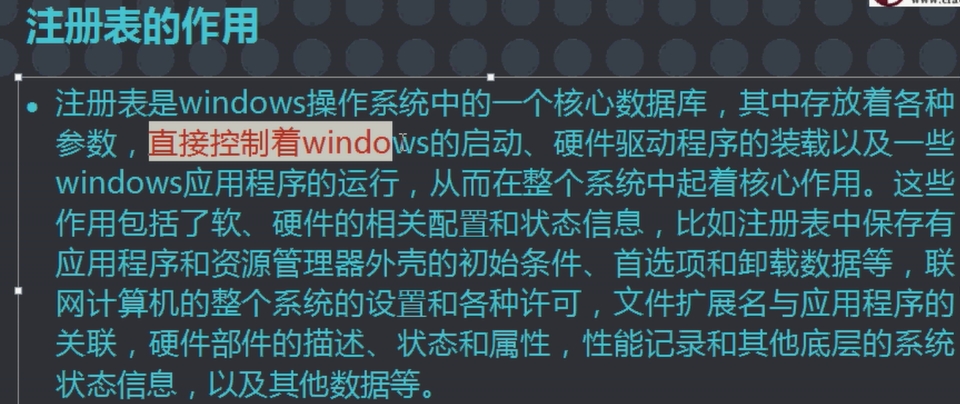 注册表的作用
• 注册表是windows操作系统中的一个核心数据库，其中存放着各种
参数，直接控制着windows的启动、硬件驱动程序的装载以及一些
windows应用程序的运行，从而在整个系统中起着核心作用。这些
作用包括了软、硬件的相关配置和状态信息，比如注册表中保存有
应用程序和资源管理器外壳的初始条件、首选项和卸载数据等，联
网计算机的整个系统的设置和各种许可，文件扩展名与应用程序的
关联，硬件部件的描述、状态和属性，性能记录和其他底层的系统
状态信息，以及其他数据等。